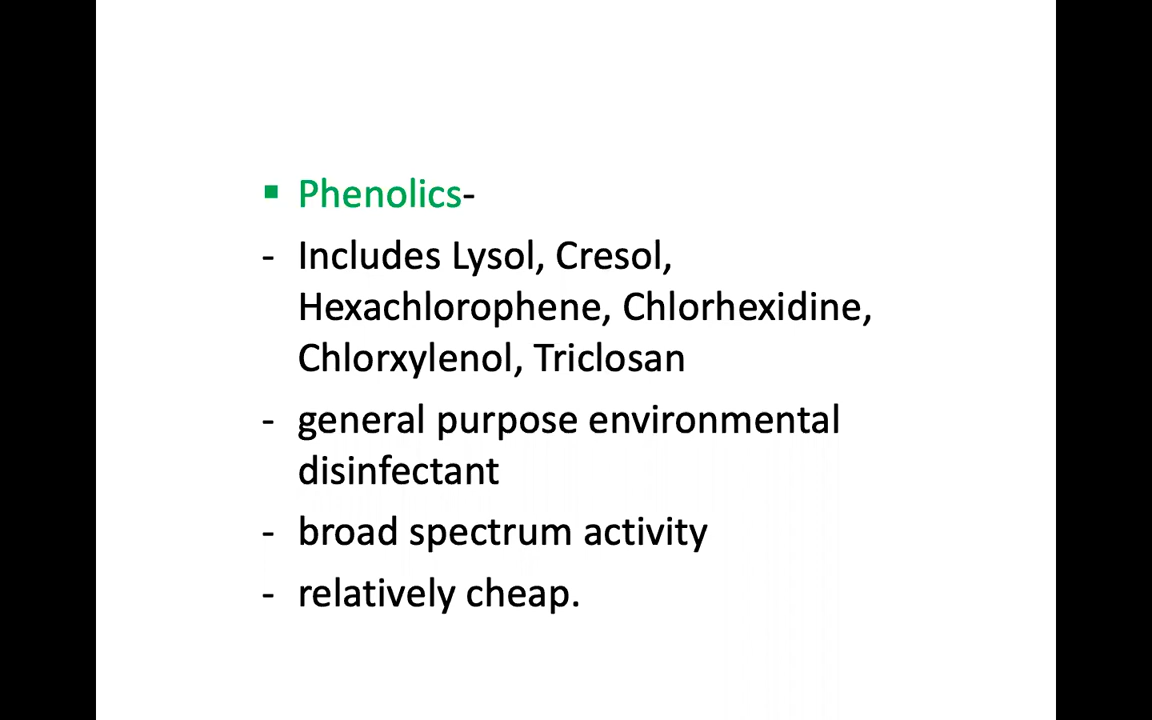 ▪ Phenolics-
- Includes Lysol, Cresol,
Hexachlorophene, Chlorhexidine,
Chlorxylenol, Triclosan
- general purpose environmental
disinfectant
- broad spectrum activity
- relatively cheap.